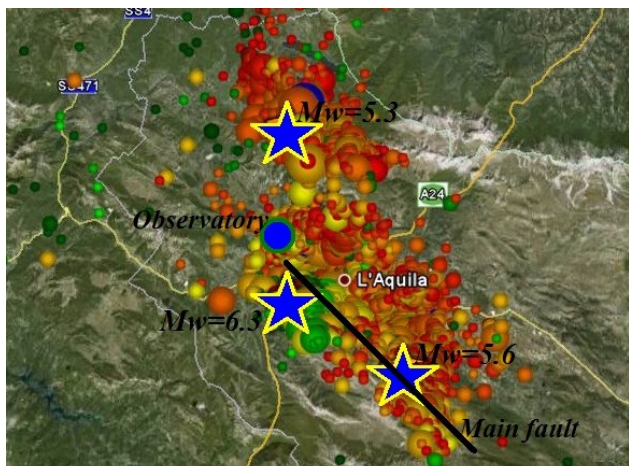 SS4
SS471
Mw=5.3
A24
Observatory
L'Aquila
Mw=6.3
Mw=5.6
Main fault